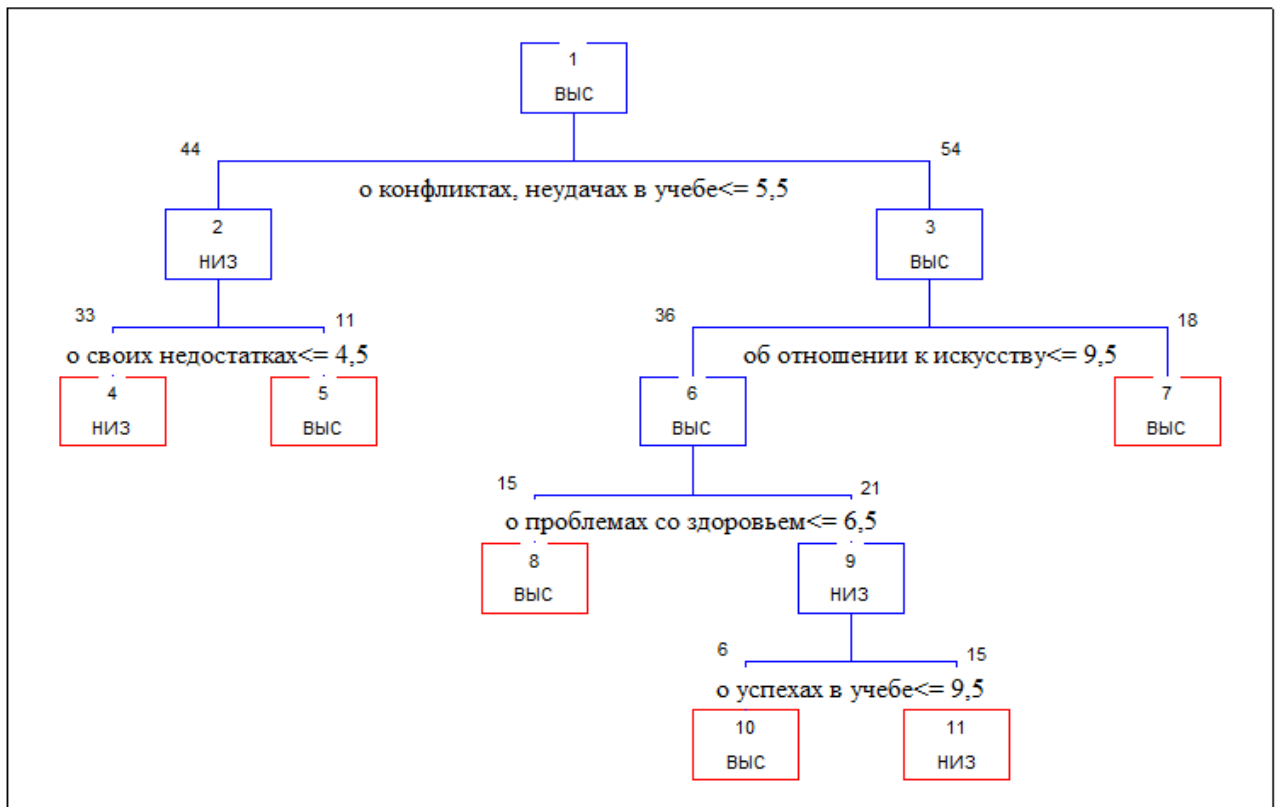 1
ВЫС
44 54
о конфликтах, неудачах в учебе<= 5,5
2 3
НИЗ ВЫС
33 11 36 18
о своих недостатках<= 4,5 об отношении к искусству<= 9,5
4 5 6 7
НИЗ ВЫС ВЫС ВЫС
15 21
о проблемах со здоровьем<= 6,5
8 9
ВЫС НИЗ
6 15
о успехах в учебе<= 9,5
10 11
ВЫС НИЗ